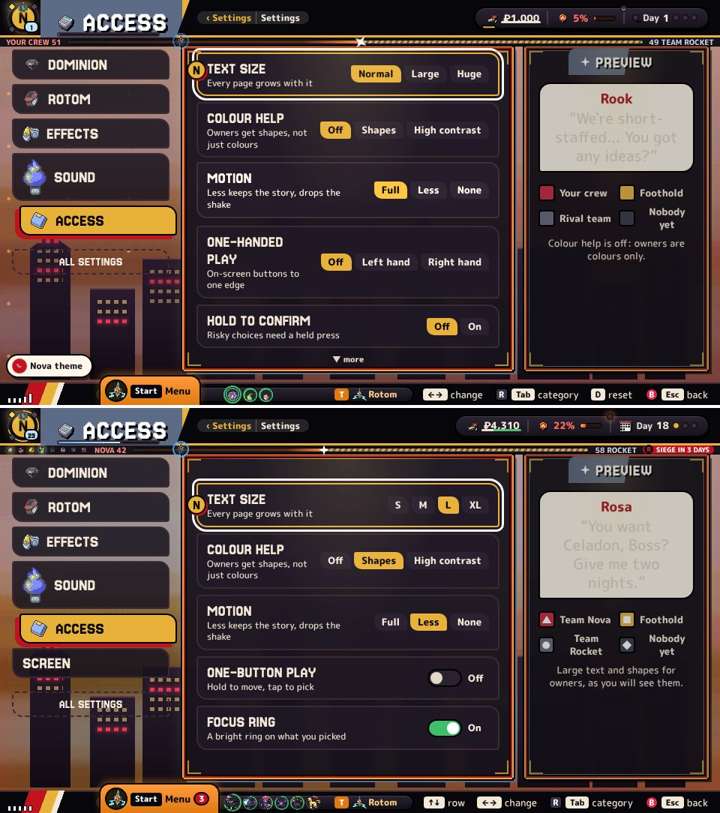 N
1
ACCESS
‹ Settings
Settings
₽1,000
5%
Day 1
YOUR CREW 51
49 TEAM ROCKET
DOMINION
ROTOM
EFFECTS
SOUND
ACCESS
ALL SETTINGS
Nova theme
N
TEXT SIZE
Every page grows with it
Normal
Large
Huge
COLOUR HELP
Owners get shapes, not
just colours
Off
Shapes
High contrast
MOTION
Less keeps the story, drops the
shake
Full
Less
None
ONE-HANDED
PLAY
On-screen buttons to
one edge
Off
Left hand
Right hand
HOLD TO CONFIRM
Risky choices need a held press
Off
On
▼ more
PREVIEW
Rook
“We're short-
staffed... You got
any ideas?”
Your crew
Foothold
Rival team
Nobody
yet
Colour help is off: owners are
colours only.
Start Menu
T Rotom
←→ change
R Tab category
D reset
B Esc back
N
ACCESS
‹ Settings
Settings
₽4,310
22%
Day 18
NOVA 42
58 ROCKET
SIEGE IN 3 DAYS
DOMINION
ROTOM
EFFECTS
SOUND
ACCESS
SCREEN
ALL SETTINGS
N
TEXT SIZE
Every page grows with it
S
M
L
XL
COLOUR HELP
Owners get shapes, not
just colours
Off
Shapes
High contrast
MOTION
Less keeps the story, drops the
shake
Full
Less
None
ONE-BUTTON PLAY
Hold to move, tap to pick
Off
FOCUS RING
A bright ring on what you picked
On
PREVIEW
Rosa
“You want
Celadon, Boss?
Give me two
nights.”
Team Nova
Foothold
Team
Rocket
Nobody
yet
Large text and shapes for
owners, as you will see them.
Start Menu 3
T Rotom
↑↓ row
←→ change
R Tab category
B Esc back